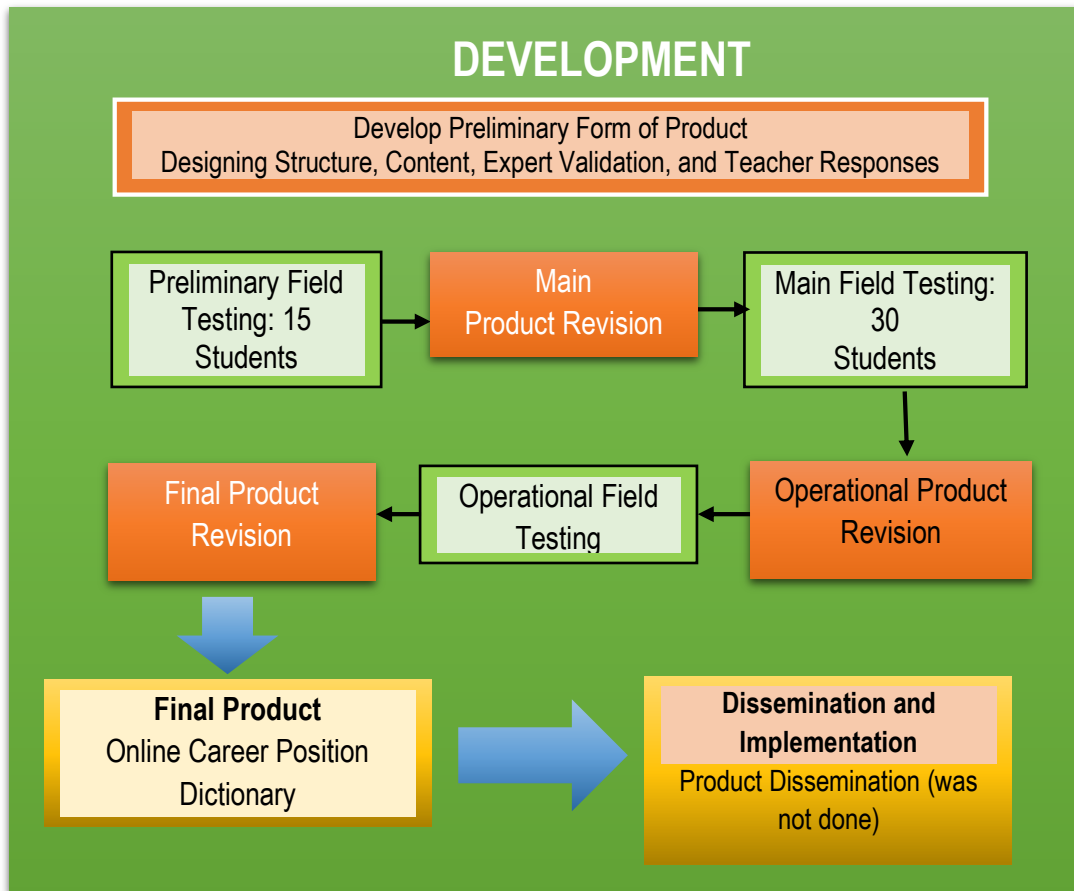 DEVELOPMENT
Develop Preliminary Form of Product
Designing Structure, Content, Expert Validation, and Teacher Responses
Preliminary Field
Testing: 15
Students
Main
Product Revision
Main Field Testing:
30
Students
Operational Product
Revision
Operational Field
Testing
Final Product
Revision
Final Product
Online Career Position
Dictionary
Dissemination and
Implementation
Product Dissemination (was
not done)